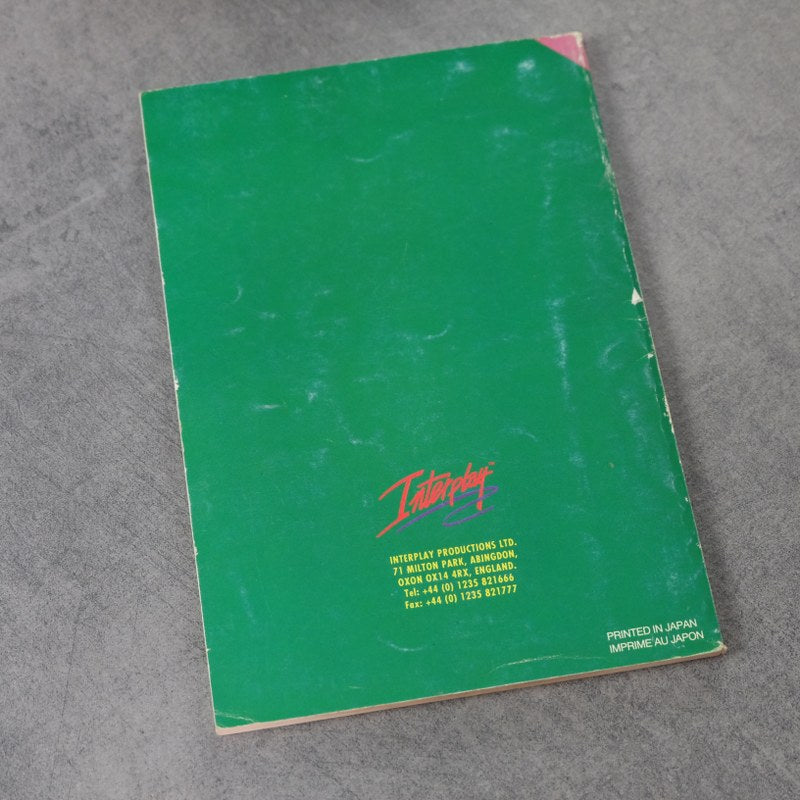 Interplay™
INTERPLAY PRODUCTIONS LTD.
71 MILTON PARK, ABINGDON,
OXON OX14 4RX, ENGLAND.
Tel: +44 (0) 1235 821666
Fax: +44 (0) 1235 821777
PRINTED IN JAPAN
IMPRIME AU JAPON